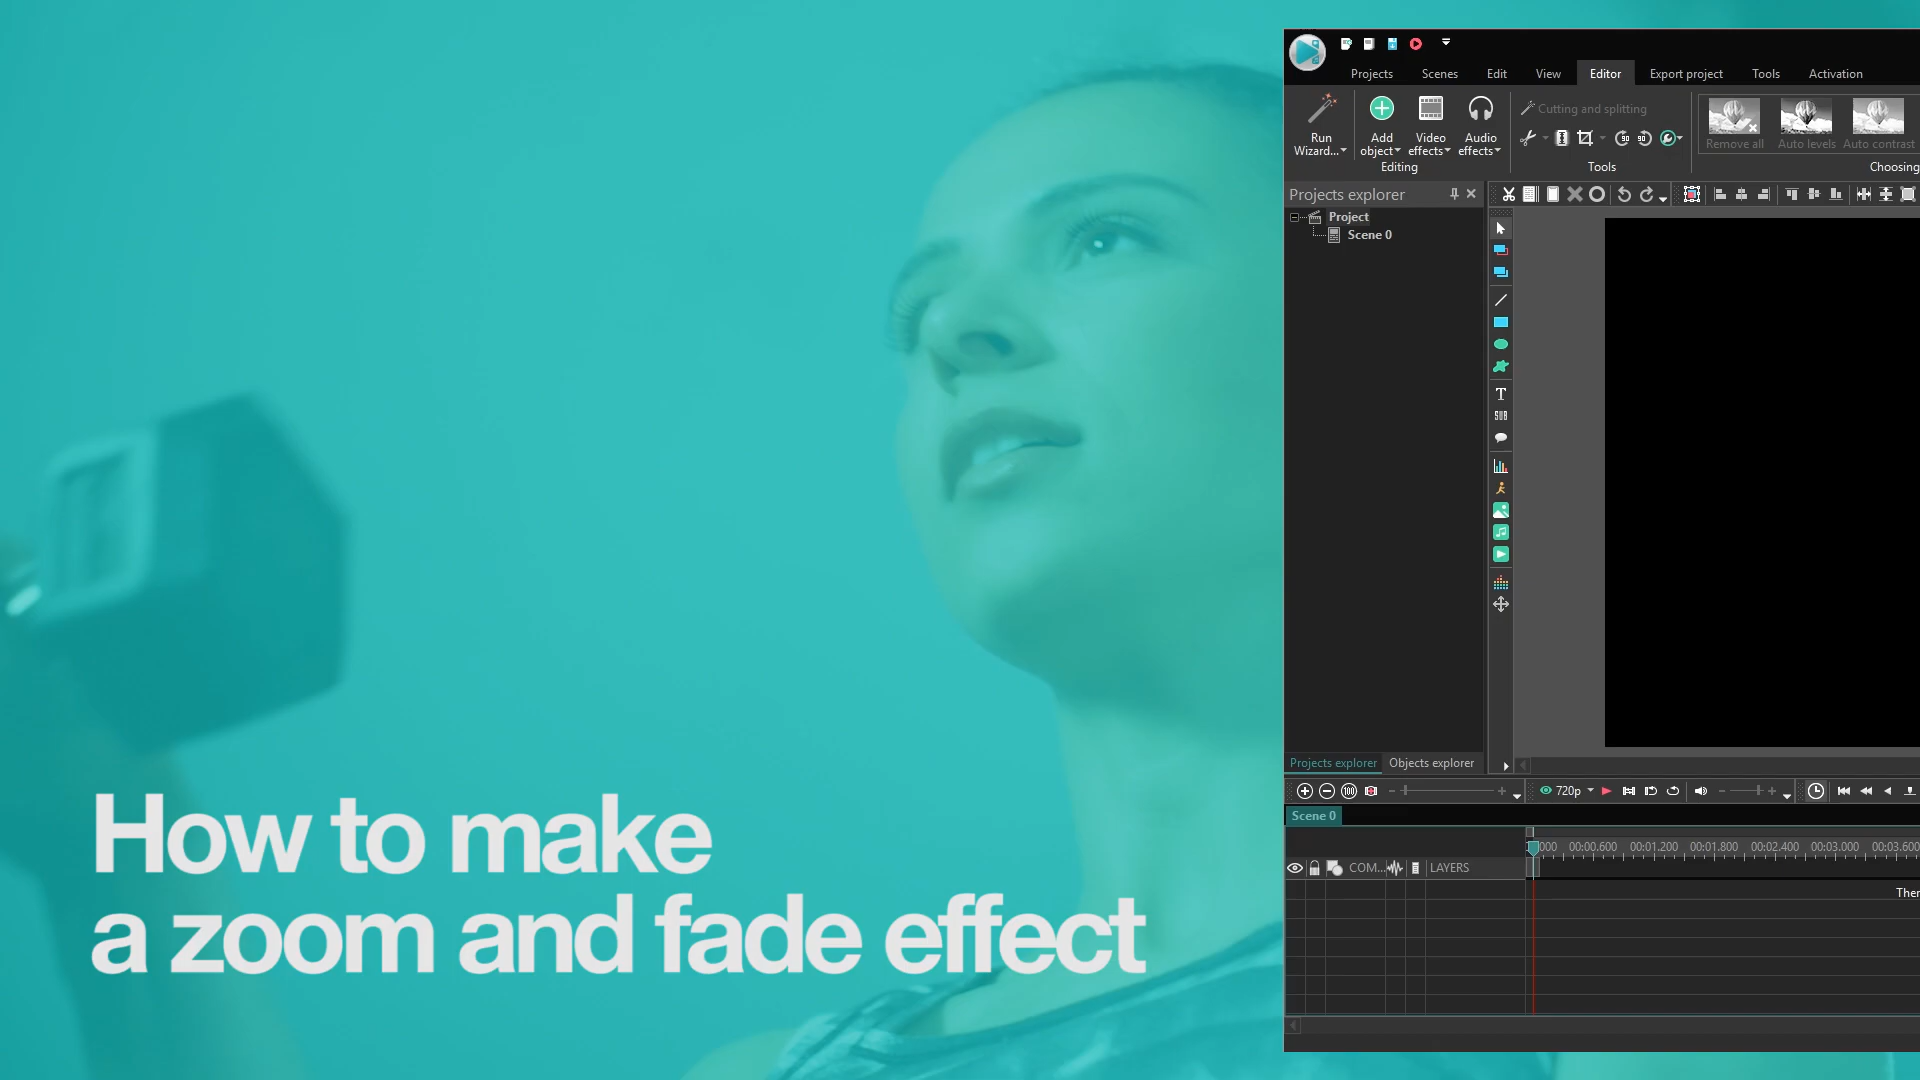 Projects
Scenes
Edit
View
Editor
Export project
Tools
Activation
Run
Wizard...
Add
object
Video
effects
Audio
effects
Editing
Cutting and splitting
Tools
Remove all
Auto levels
Auto contrast
Choosing
Projects explorer
Project
Scene 0
T
SUB
Projects explorer
Objects explorer
100
720p
Scene 0
000 00:00.600 00:01.200 00:01.800 00:02.400 00:03.000 00:03.600
COM...
LAYERS
Ther
How to make
a zoom and fade effect